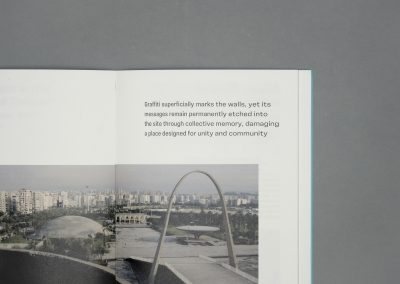 Graffiti superficially marks the walls, yet its
messages remain permanently etched into
the site through collective memory, damaging
a place designed for unity and community